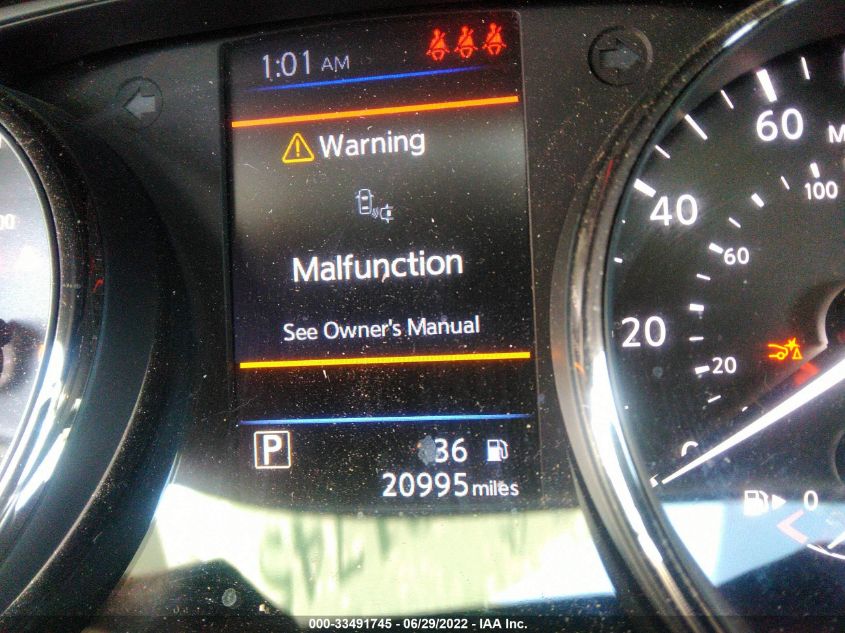 1:01 AM
Warning
Malfunction
See Owner's Manual
P 36
20995 miles
60
40
100
60
20
20
0
0
000-33491745 - 06/29/2022 - IAA Inc.